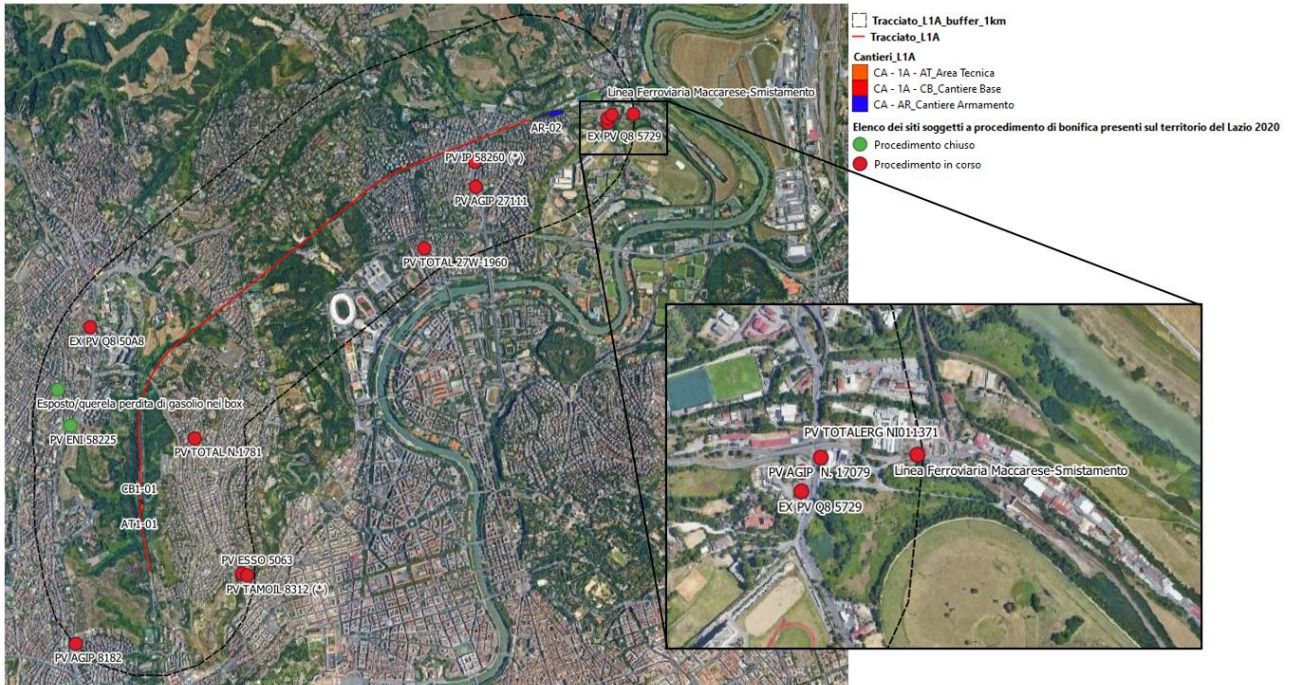 Linea Ferroviaria Maccarese-Smistamento
AR-02
EX PV Q8 5729
PV IP 58260 (*)
PV AGIP 27111
PV TOTAL 27W-1960
EX PV Q8 50A8
Esposto/querela perdita di gasolio nei box
PV ENI 58225
PV TOTAL N.1781
CB1-01
AT1-01
PV ESSO 5063
PV TAMOIL 8312 (*)
PV AGIP 8182
Tracciato_L1A_buffer_1km
Tracciato_L1A
Cantieri_L1A
CA - 1A - AT_Area Tecnica
CA - 1A - CB_Cantiere Base
CA - AR_Cantiere Armamento
Elenco dei siti soggetti a procedimento di bonifica presenti sul territorio del Lazio 2020
Procedimento chiuso
Procedimento in corso
PV TOTALERG NI011371
PV AGIP N. 17079
Linea Ferroviaria Maccarese-Smistamento
EX PV Q8 5729